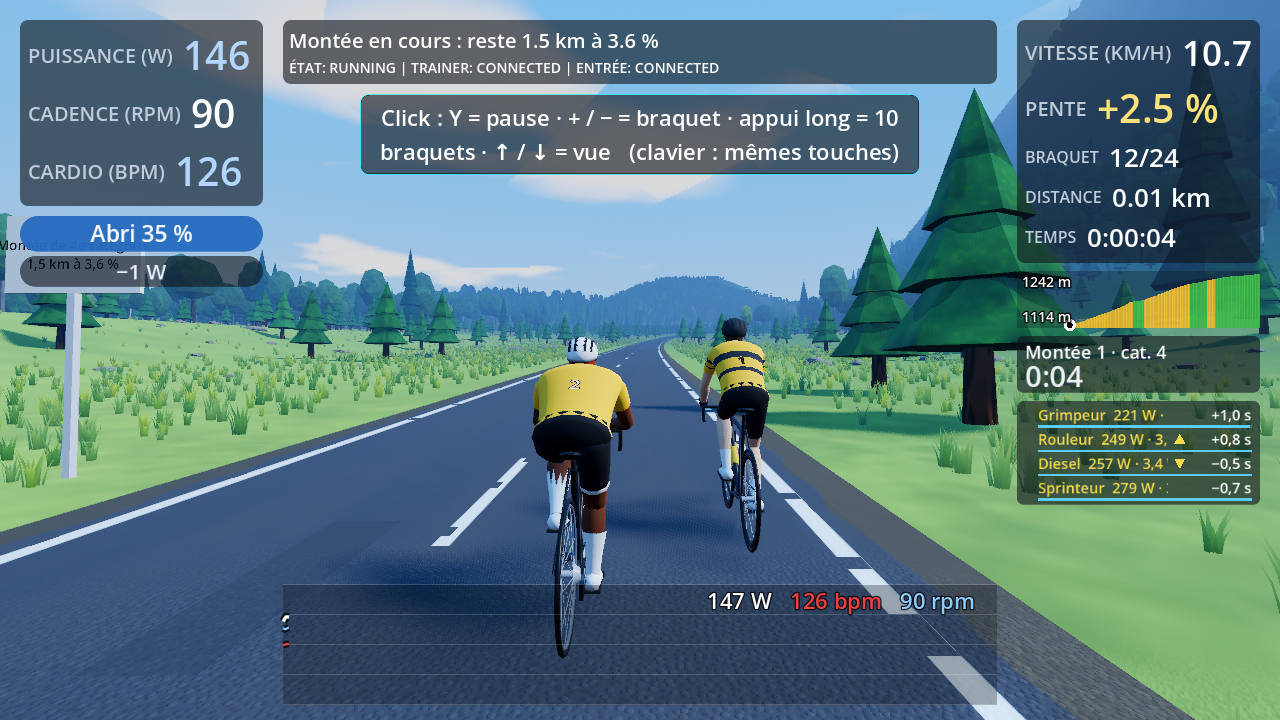 PUISSANCE (W) 146
CADENCE (RPM) 90
CARDIO (BPM) 126
Abri 35 %
−1 W
1,5 km à 3,6 %
Montée en cours : reste 1.5 km à 3.6 %
ÉTAT: RUNNING | TRAINER: CONNECTED | ENTRÉE: CONNECTED
Click : Y = pause · + / − = braquet · appui long = 10
braquets · ↑ / ↓ = vue (clavier : mêmes touches)
VITESSE (KM/H) 10.7
PENTE +2.5 %
BRAQUET 12/24
DISTANCE 0.01 km
TEMPS 0:00:04
1242 m
1114 m
Montée 1 · cat. 4
0:04
Grimpeur 221 W · +1,0 s
Rouleur 249 W · 3, ▲ +0,8 s
Diesel 257 W · 3,4 ▼ −0,5 s
Sprinteur 279 W · −0,7 s
2
1
147 W 126 bpm 90 rpm